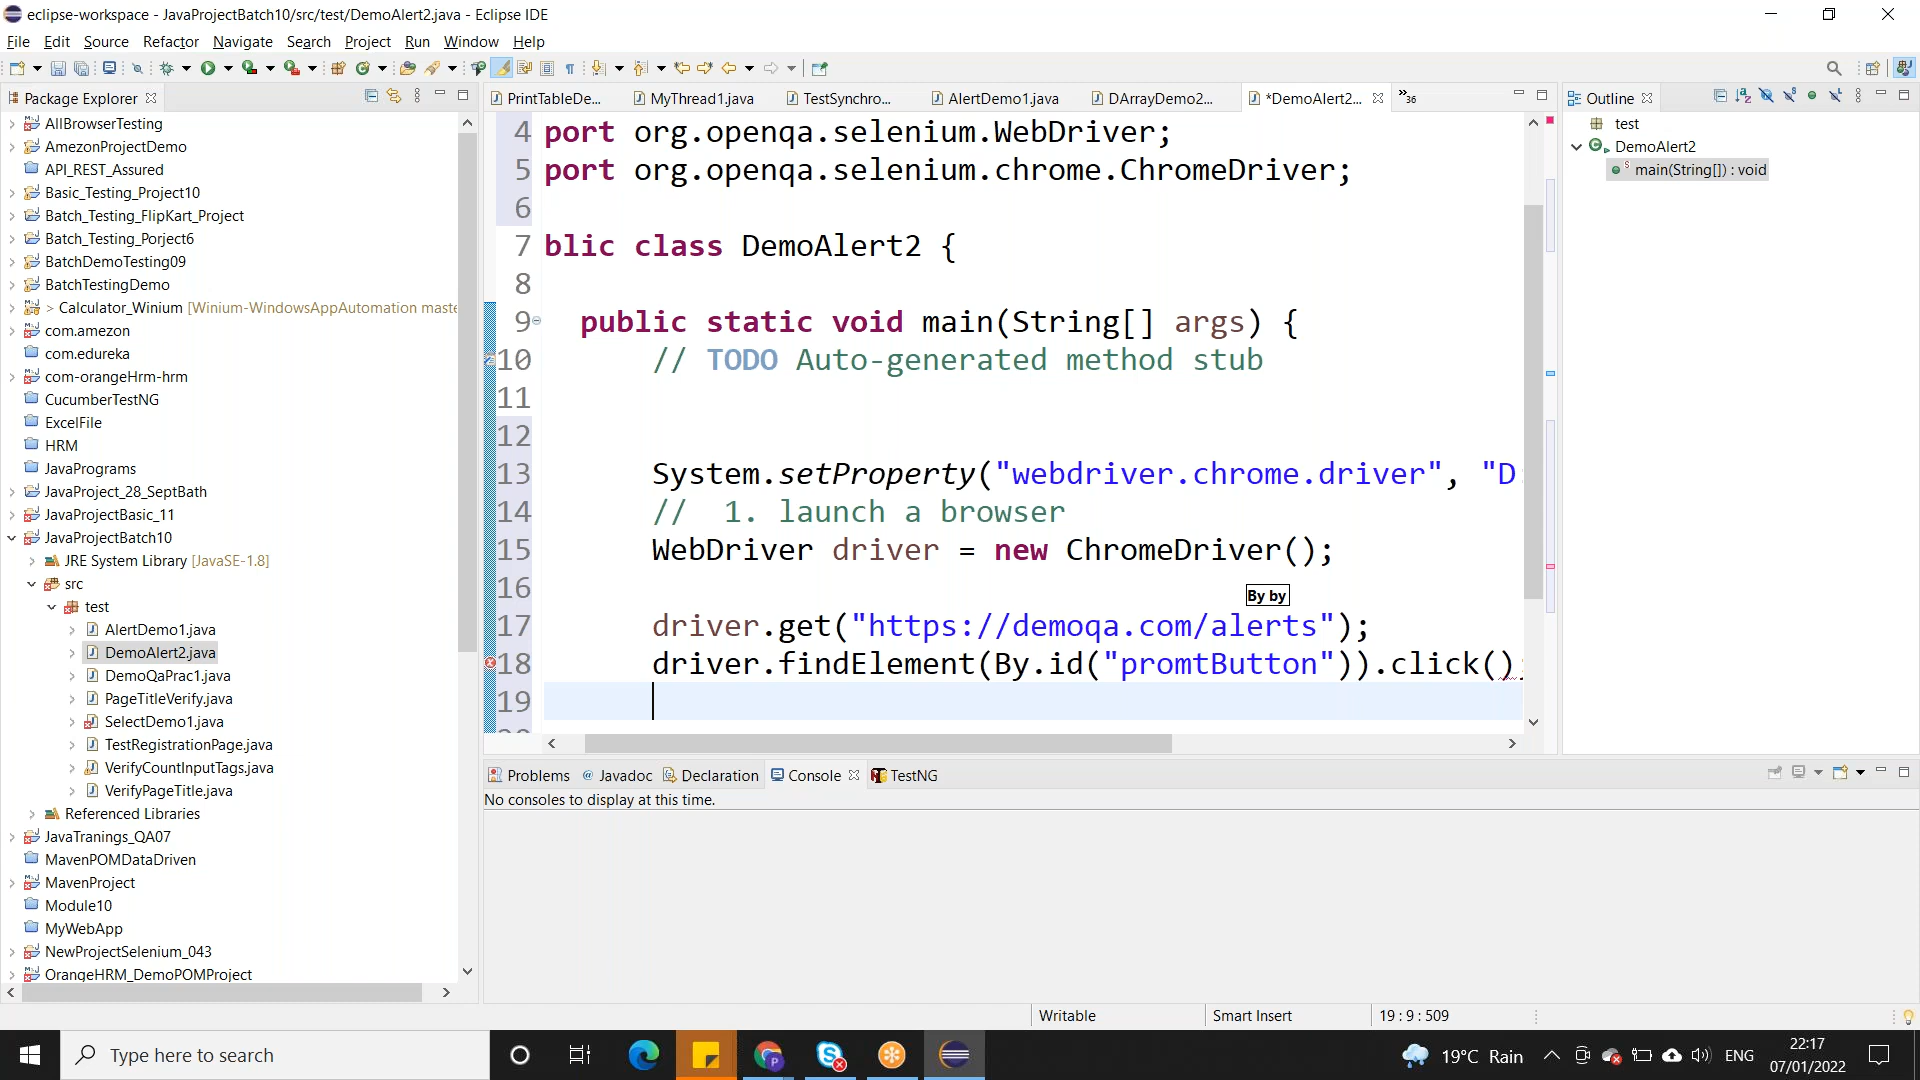 eclipse-workspace - JavaProjectBatch10/src/test/DemoAlert2.java - Eclipse IDE
File Edit Source Refactor Navigate Search Project Run Window Help
Package Explorer
PrintTableDe... MyThread1.java TestSynchro... AlertDemo1.java DArrayDemo2... *DemoAlert2... »36
Outline
AllBrowserTesting
AmezonProjectDemo
API_REST_Assured
Basic_Testing_Project10
Batch_Testing_FlipKart_Project
Batch_Testing_Porject6
BatchDemoTesting09
BatchTestingDemo
> Calculator_Winium [Winium-WindowsAppAutomation maste
com.amezon
com.edureka
com-orangeHrm-hrm
CucumberTestNG
ExcelFile
HRM
JavaPrograms
JavaProject_28_SeptBath
JavaProjectBasic_11
JavaProjectBatch10
JRE System Library [JavaSE-1.8]
src
test
AlertDemo1.java
DemoAlert2.java
DemoQaPrac1.java
PageTitleVerify.java
SelectDemo1.java
TestRegistrationPage.java
VerifyCountInputTags.java
VerifyPageTitle.java
Referenced Libraries
JavaTranings_QA07
MavenPOMDataDriven
MavenProject
Module10
MyWebApp
NewProjectSelenium_043
OrangeHRM_DemoPOMProject
4 port org.openqa.selenium.WebDriver;
5 port org.openqa.selenium.chrome.ChromeDriver;
6
7 blic class DemoAlert2 {
8
9 public static void main(String[] args) {
10 // TODO Auto-generated method stub
11
12
13 System.setProperty("webdriver.chrome.driver", "D:
14 // 1. launch a browser
15 WebDriver driver = new ChromeDriver();
16
By by
17 driver.get("https://demoqa.com/alerts");
18 driver.findElement(By.id("promtButton")).click();
19
test
DemoAlert2
main(String[]) : void
Problems @ Javadoc Declaration Console TestNG
No consoles to display at this time.
Writable Smart Insert 19 : 9 : 509
Type here to search
19°C Rain ENG
22:17
07/01/2022